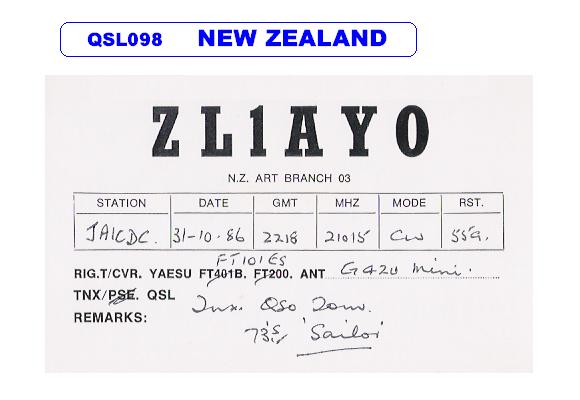 QSL098 NEW ZEALAND
ZL1AYO
N.Z. ART BRANCH 03
STATION DATE GMT MHZ MODE RST.
JA1CDC. 31-10-86 2218 21015 CW 559.
FT101ES
RIG.T/CVR. YAESU FT401B. FT200. ANT G4ZU Mini.
TNX/PSE. QSL Tnx. QSO Tom.
REMARKS: 73's 'Sailor'